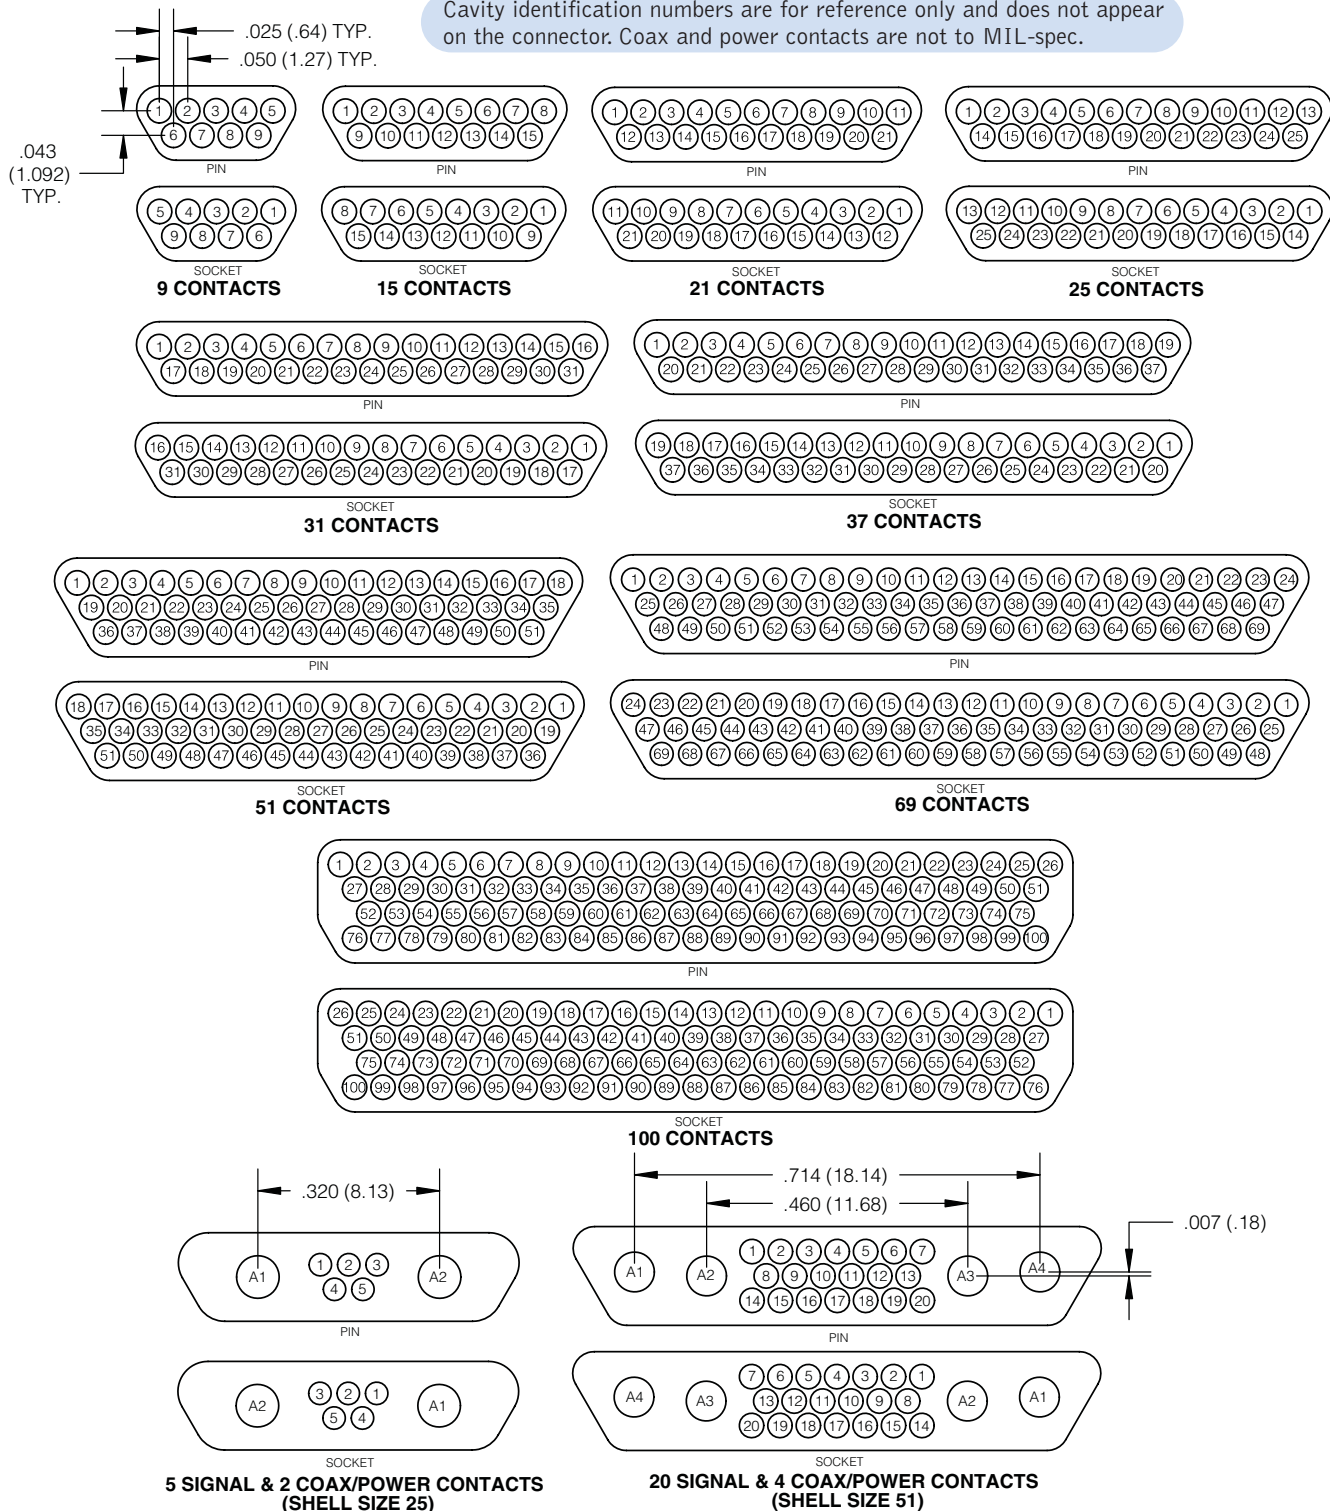 Cavity identification numbers are for reference only and does not appear
on the connector. Coax and power contacts are not to MIL-spec.
.025 (.64) TYP.
.050 (1.27) TYP.
.043
(1.092)
TYP.
1 2 3 4 5
6 7 8 9
PIN
5 4 3 2 1
9 8 7 6
SOCKET
9 CONTACTS
1 2 3 4 5 6 7 8
9 10 11 12 13 14 15
PIN
8 7 6 5 4 3 2 1
15 14 13 12 11 10 9
SOCKET
15 CONTACTS
1 2 3 4 5 6 7 8 9 10 11
12 13 14 15 16 17 18 19 20 21
PIN
11 10 9 8 7 6 5 4 3 2 1
21 20 19 18 17 16 15 14 13 12
SOCKET
21 CONTACTS
1 2 3 4 5 6 7 8 9 10 11 12 13
14 15 16 17 18 19 20 21 22 23 24 25
PIN
13 12 11 10 9 8 7 6 5 4 3 2 1
25 24 23 22 21 20 19 18 17 16 15 14
SOCKET
25 CONTACTS
1 2 3 4 5 6 7 8 9 10 11 12 13 14 15 16
17 18 19 20 21 22 23 24 25 26 27 28 29 30 31
PIN
16 15 14 13 12 11 10 9 8 7 6 5 4 3 2 1
31 30 29 28 27 26 25 24 23 22 21 20 19 18 17
SOCKET
31 CONTACTS
1 2 3 4 5 6 7 8 9 10 11 12 13 14 15 16 17 18 19
20 21 22 23 24 25 26 27 28 29 30 31 32 33 34 35 36 37
PIN
19 18 17 16 15 14 13 12 11 10 9 8 7 6 5 4 3 2 1
37 36 35 34 33 32 31 30 29 28 27 26 25 24 23 22 21 20
SOCKET
37 CONTACTS
1 2 3 4 5 6 7 8 9 10 11 12 13 14 15 16 17 18
19 20 21 22 23 24 25 26 27 28 29 30 31 32 33 34 35
36 37 38 39 40 41 42 43 44 45 46 47 48 49 50 51
PIN
18 17 16 15 14 13 12 11 10 9 8 7 6 5 4 3 2 1
35 34 33 32 31 30 29 28 27 26 25 24 23 22 21 20 19
51 50 49 48 47 46 45 44 43 42 41 40 39 38 37 36
SOCKET
51 CONTACTS
1 2 3 4 5 6 7 8 9 10 11 12 13 14 15 16 17 18 19 20 21 22 23 24
25 26 27 28 29 30 31 32 33 34 35 36 37 38 39 40 41 42 43 44 45 46 47
48 49 50 51 52 53 54 55 56 57 58 59 60 61 62 63 64 65 66 67 68 69
PIN
24 23 22 21 20 19 18 17 16 15 14 13 12 11 10 9 8 7 6 5 4 3 2 1
47 46 45 44 43 42 41 40 39 38 37 36 35 34 33 32 31 30 29 28 27 26 25
69 68 67 66 65 64 63 62 61 60 59 58 57 56 55 54 53 52 51 50 49 48
SOCKET
69 CONTACTS
1 2 3 4 5 6 7 8 9 10 11 12 13 14 15 16 17 18 19 20 21 22 23 24 25 26
27 28 29 30 31 32 33 34 35 36 37 38 39 40 41 42 43 44 45 46 47 48 49 50 51
52 53 54 55 56 57 58 59 60 61 62 63 64 65 66 67 68 69 70 71 72 73 74 75
76 77 78 79 80 81 82 83 84 85 86 87 88 89 90 91 92 93 94 95 96 97 98 99 100
PIN
26 25 24 23 22 21 20 19 18 17 16 15 14 13 12 11 10 9 8 7 6 5 4 3 2 1
51 50 49 48 47 46 45 44 43 42 41 40 39 38 37 36 35 34 33 32 31 30 29 28 27
75 74 73 72 71 70 69 68 67 66 65 64 63 62 61 60 59 58 57 56 55 54 53 52
100 99 98 97 96 95 94 93 92 91 90 89 88 87 86 85 84 83 82 81 80 79 78 77 76
SOCKET
100 CONTACTS
.320 (8.13)
A1 1 2 3 A2
4 5
PIN
A2 3 2 1 A1
5 4
SOCKET
5 SIGNAL & 2 COAX/POWER CONTACTS
(SHELL SIZE 25)
.714 (18.14)
.460 (11.68)
.007 (.18)
1 2 3 4 5 6 7
A1 A2 8 9 10 11 12 13 A3 A4
14 15 16 17 18 19 20
PIN
7 6 5 4 3 2 1
A4 A3 13 12 11 10 9 8 A2 A1
20 19 18 17 16 15 14
SOCKET
20 SIGNAL & 4 COAX/POWER CONTACTS
(SHELL SIZE 51)